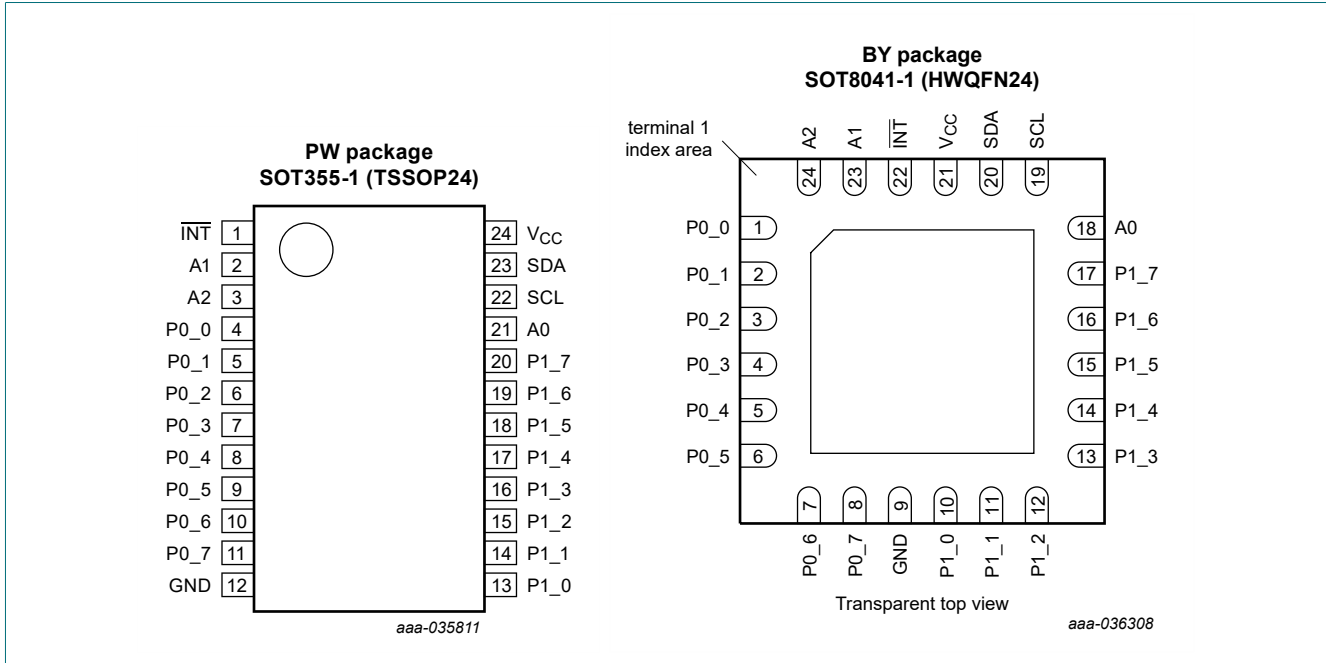 PW package
SOT355-1 (TSSOP24)
INT 1
A1 2
A2 3
P0_0 4
P0_1 5
P0_2 6
P0_3 7
P0_4 8
P0_5 9
P0_6 10
P0_7 11
GND 12
24 VCC
23 SDA
22 SCL
21 A0
20 P1_7
19 P1_6
18 P1_5
17 P1_4
16 P1_3
15 P1_2
14 P1_1
13 P1_0
aaa-035811
BY package
SOT8041-1 (HWQFN24)
terminal 1
index area
A2
A1
INT
VCC
SDA
SCL
24
23
22
21
20
19
P0_0 1
P0_1 2
P0_2 3
P0_3 4
P0_4 5
P0_5 6
18 A0
17 P1_7
16 P1_6
15 P1_5
14 P1_4
13 P1_3
7
8
9
10
11
12
P0_6
P0_7
GND
P1_0
P1_1
P1_2
Transparent top view
aaa-036308